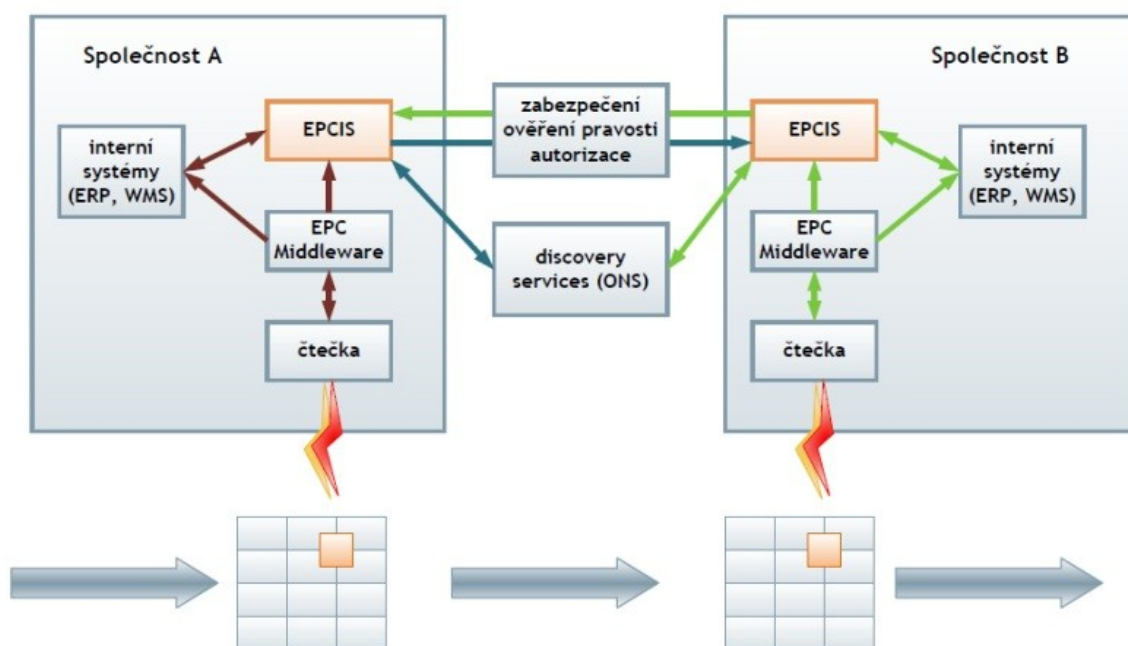 Společnost A
Společnost B
EPCIS
zabezpečení
ověření pravosti
autorizace
EPCIS
interní
systémy
(ERP, WMS)
interní
systémy
(ERP, WMS)
EPC
Middleware
discovery
services (ONS)
EPC
Middleware
čtečka
čtečka